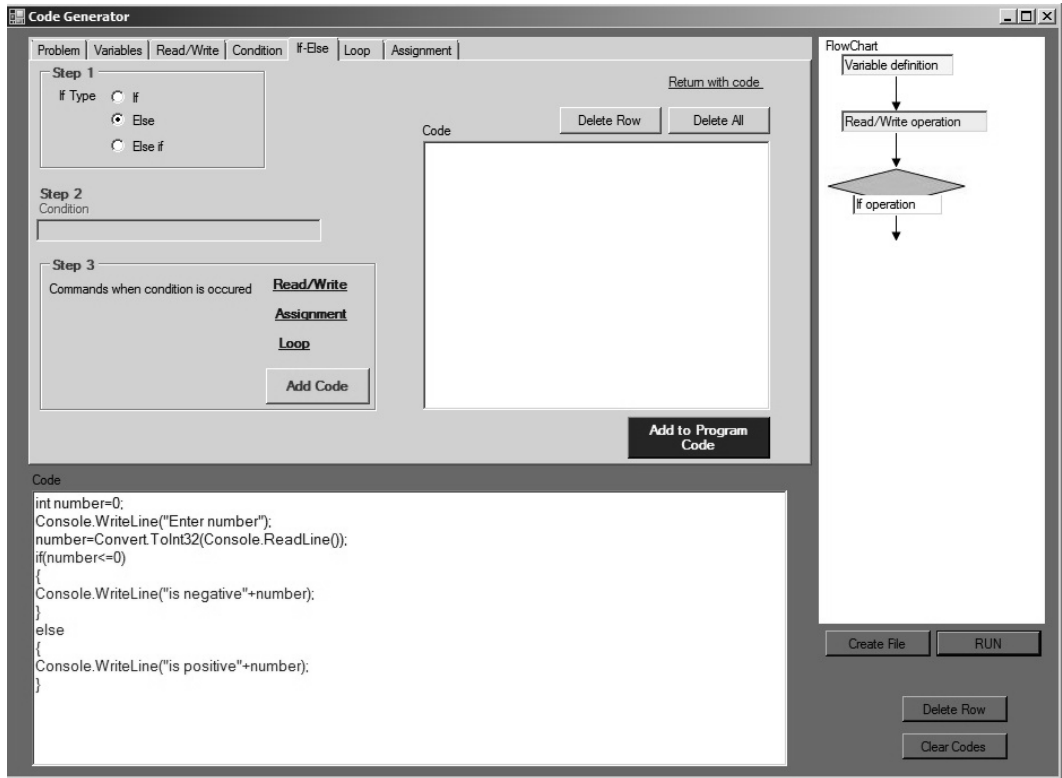 Code Generator
Problem Variables Read/Write Condition If-Else Loop Assignment
Step 1
If Type If
Else
Else if
Return with code
Delete Row Delete All
Code
Step 2
Condition
Step 3
Commands when condition is occured Read/Write
Assignment
Loop
Add Code
Add to Program
Code
FlowChart
Variable definition
Read/Write operation
If operation
Code
int number=0;
Console.WriteLine("Enter number");
number=Convert.ToInt32(Console.ReadLine());
if(number<=0)
{
Console.WriteLine("is negative"+number);
}
else
{
Console.WriteLine("is positive"+number);
}
Create File RUN
Delete Row
Clear Codes